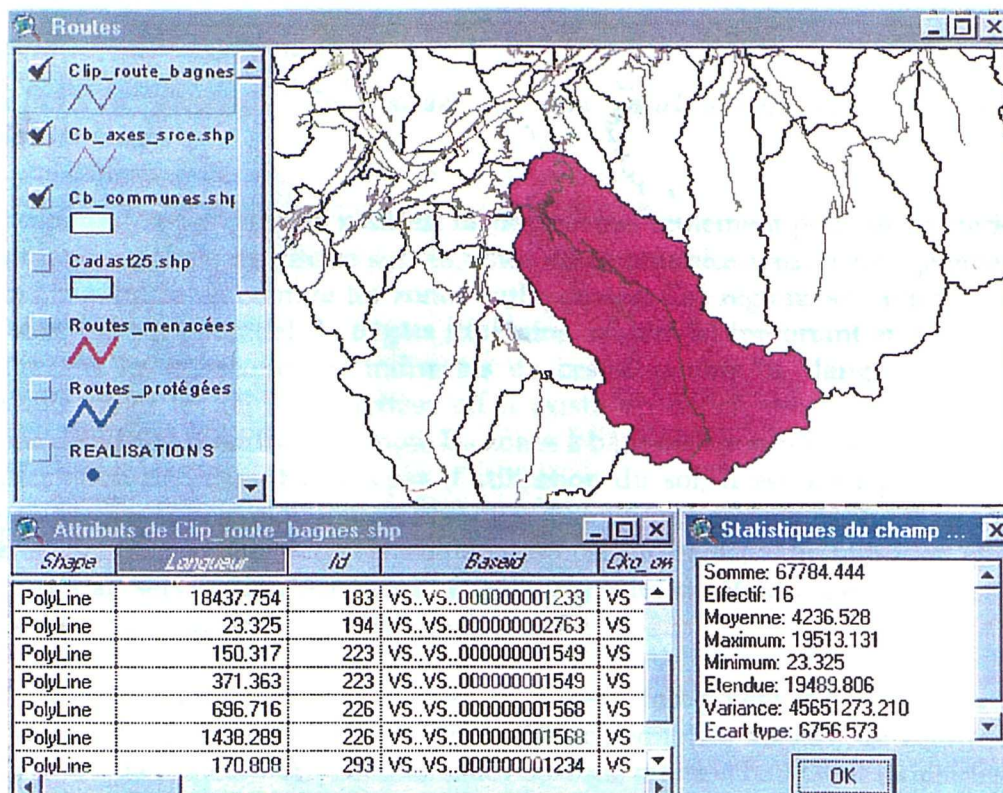 Routes
Clip_route_bagnes
Cb_axes_srce.shp
Cb_communes.shp
Cadast25.shp
Routes_menacées
Routes_protégées
REALISATIONS
Attributs de Clip_route_bagnes.shp
Shape Longueur Id Baseid
PolyLine 18437.754 183 VS..VS..000000001233 VS
PolyLine 23.325 194 VS..VS..000000002763 VS
PolyLine 150.317 223 VS..VS..000000001549 VS
PolyLine 371.363 223 VS..VS..000000001549 VS
PolyLine 696.716 226 VS..VS..000000001568 VS
PolyLine 1438.289 226 VS..VS..000000001568 VS
PolyLine 170.808 293 VS..VS..000000001234 VS
Statistiques du champ ...
Somme: 67784.444
Effectif: 16
Moyenne: 4236.528
Maximum: 19513.131
Minimum: 23.325
Etendue: 19489.806
Variance: 45651273.210
Ecart type: 6756.573
OK